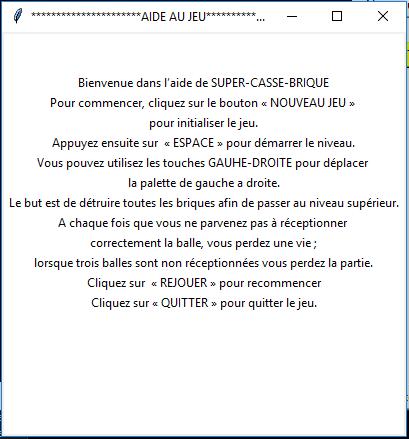 **********************AIDE AU JEU**********...
Bienvenue dans l'aide de SUPER-CASSE-BRIQUE
Pour commencer, cliquez sur le bouton « NOUVEAU JEU »
pour initialiser le jeu.
Appuyez ensuite sur  « ESPACE » pour démarrer le niveau.
Vous pouvez utilisez les touches GAUHE-DROITE pour déplacer
la palette de gauche a droite.
Le but est de détruire toutes les briques afin de passer au niveau supérieur.
A chaque fois que vous ne parvenez pas à réceptionner
correctement la balle, vous perdez une vie ;
lorsque trois balles sont non réceptionnées vous perdez la partie.
Cliquez sur  « REJOUER » pour recommencer
Cliquez sur « QUITTER » pour quitter le jeu.